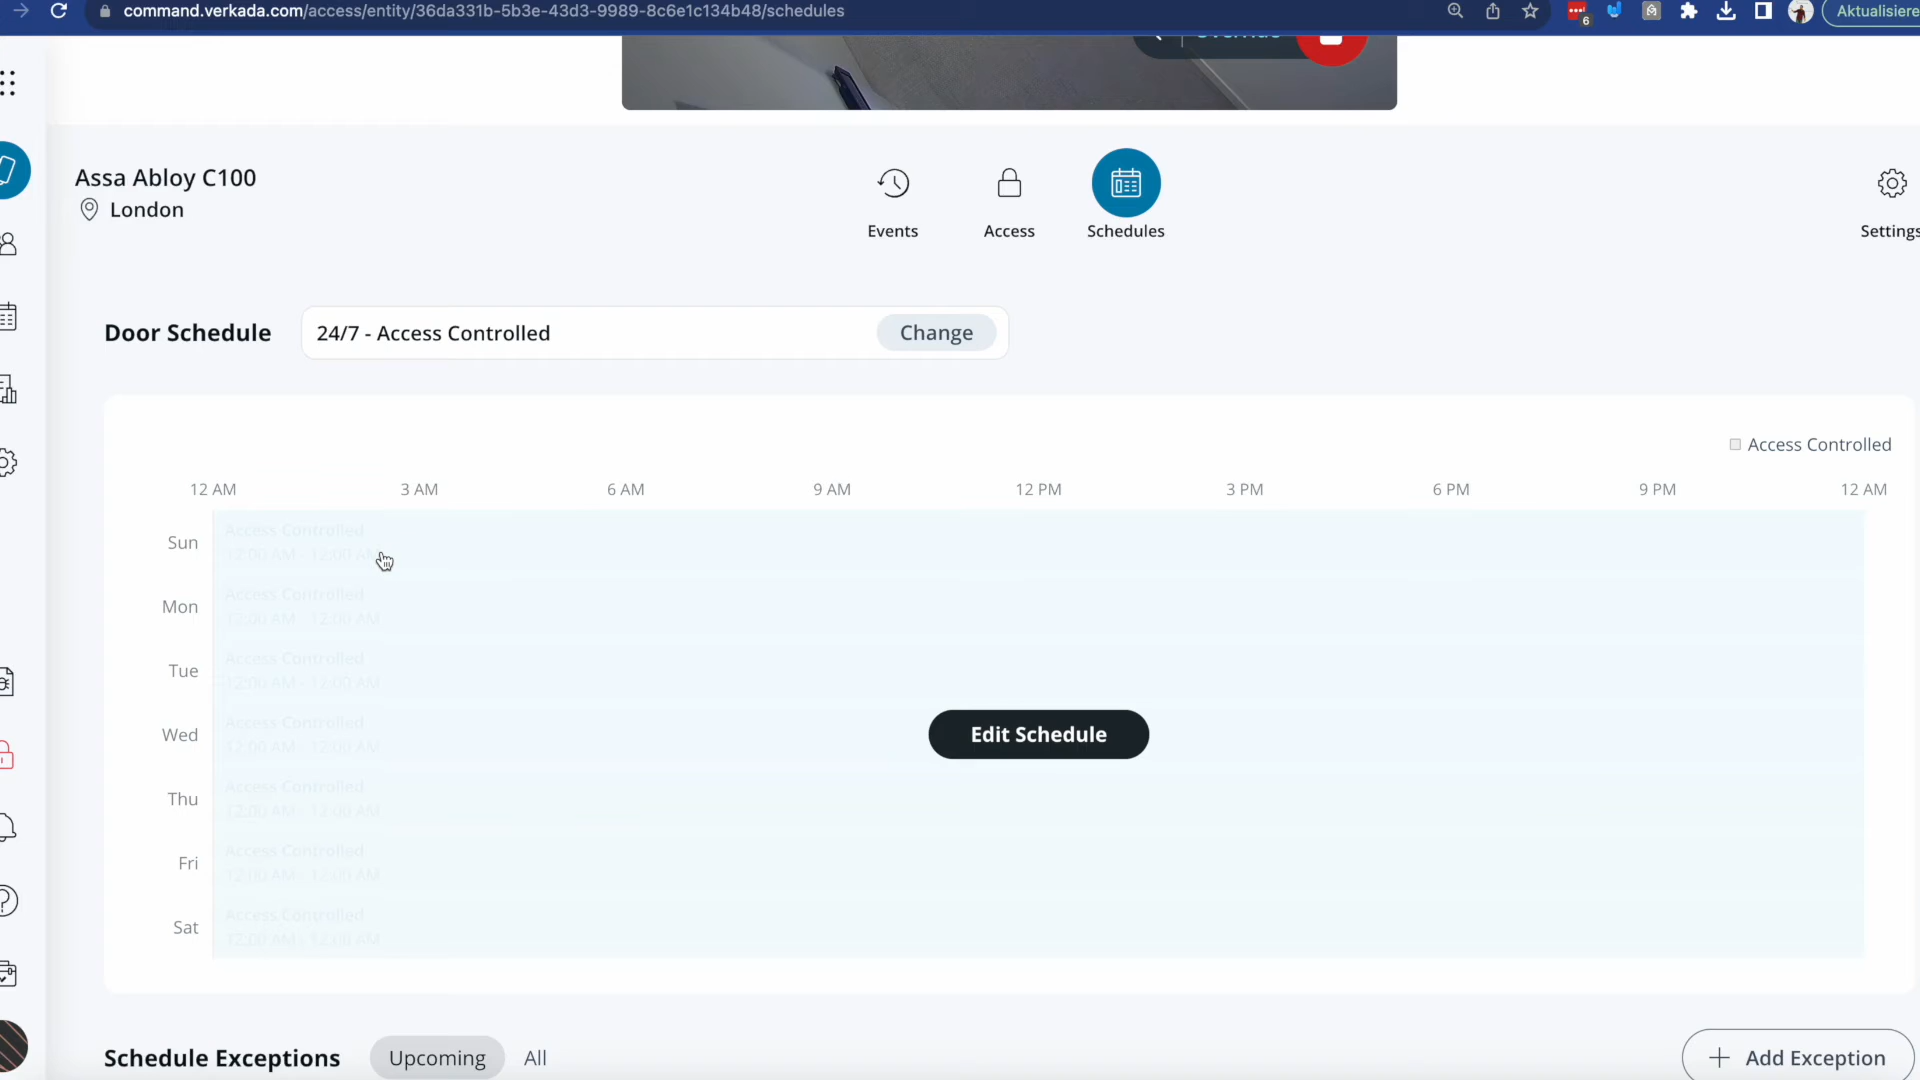 command.verkada.com/access/entity/36da331b-5b3e-43d3-9989-8c6e1c134b48/schedules
6
Aktualisiere
Override
Assa Abloy C100
London
Events
Access
Schedules
Settings
Door Schedule
24/7 - Access Controlled
Change
Access Controlled
12 AM
3 AM
6 AM
9 AM
12 PM
3 PM
6 PM
9 PM
12 AM
Sun
Access Controlled
12:00 AM - 12:00 AM
Mon
Access Controlled
12:00 AM - 12:00 AM
Tue
Access Controlled
12:00 AM - 12:00 AM
Wed
Access Controlled
12:00 AM - 12:00 AM
Edit Schedule
Thu
Access Controlled
12:00 AM - 12:00 AM
Fri
Access Controlled
12:00 AM - 12:00 AM
Sat
Access Controlled
12:00 AM - 12:00 AM
Schedule Exceptions
Upcoming
All
Add Exception